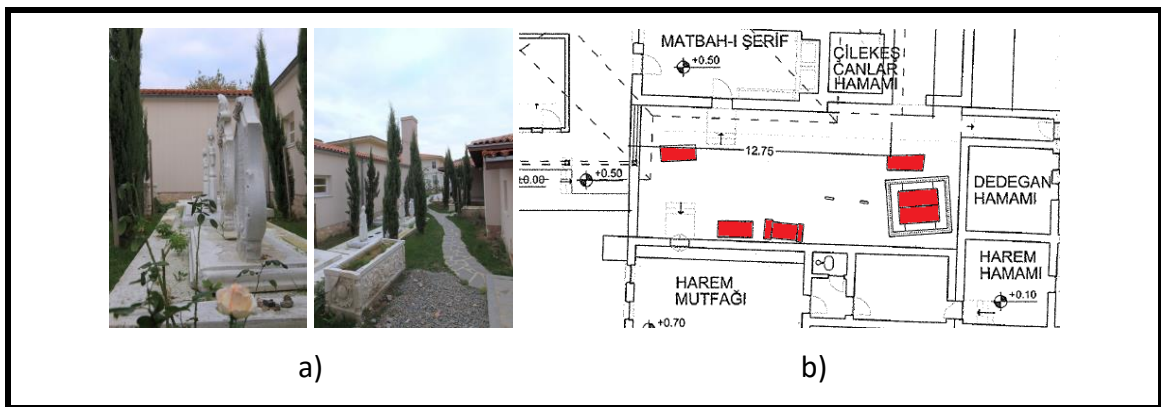 MATBAH-I ŞERİF
+0.50
ÇİLEKEŞ
CANLAR
HAMAMI
12.75
±0.00
+0.50
DEDEGAN
HAMAMI
HAREM
MUTFAĞI
HAREM
HAMAMI
+0.10
+0.70
a)
b)